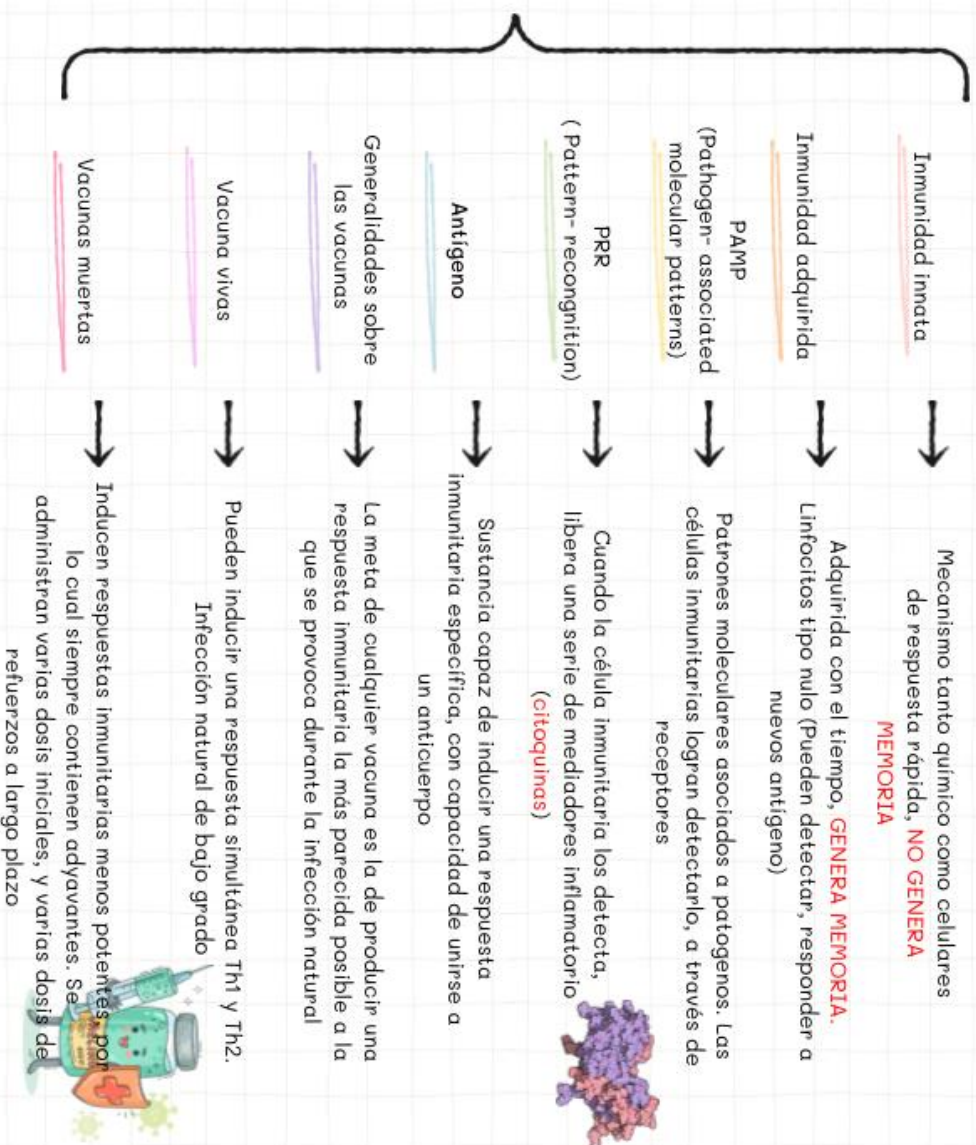 Inmunidad innata
Mecanismo tanto químico como celulares
de respuesta rápida, NO GENERA
MEMORIA
Inmunidad adquirida
Adquirida con el tiempo, GENERA MEMORIA.
Linfocitos tipo nulo (Pueden detectar, responder a
nuevos antígeno)
PAMP
(Pathogen- associated
molecular patterns)
Patrones moleculares asociados a patogenos. Las
células inmunitarias logran detectarlo, a través de
receptores
PRR
( Pattern- recongnition)
Cuando la célula inmunitaria los detecta,
libera una serie de mediadores inflamatorio
(citoquinas)
Antígeno
Sustancia capaz de inducir una respuesta
inmunitaria especifica, con capacidad de unirse a
un anticuerpo
Generalidades sobre
las vacunas
La meta de cualquier vacuna es la de producir una
respuesta inmunitaria la más parecida posible a la
que se provoca durante la infección natural
Vacuna vivas
Pueden inducir una respuesta simultánea Th1 y Th2.
Infección natural de bajo grado
Vacunas muertas
Inducen respuestas inmunitarias menos potentes, por
lo cual siempre contienen adyavantes. Se
administran varias dosis iniciales, y varias dosis de
refuerzos a largo plazo